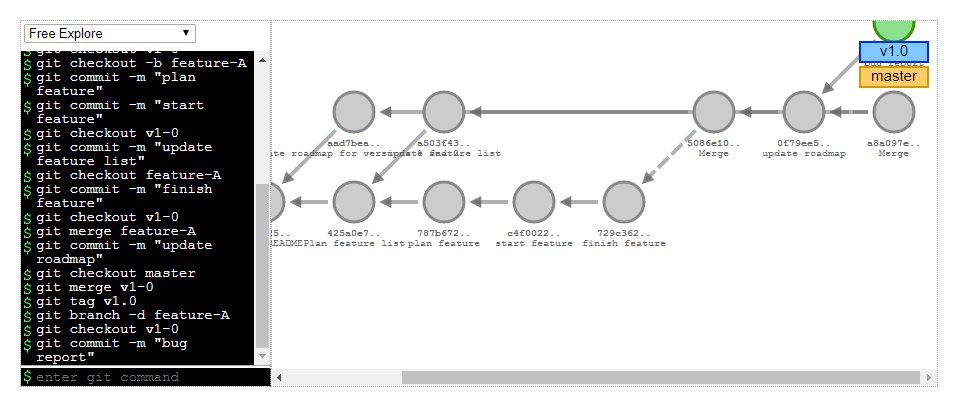 Free Explore
$ git checkout v1-0
$ git checkout -b feature-A
$ git commit -m "plan
feature"
$ git commit -m "start
feature"
$ git checkout v1-0
$ git commit -m "update
feature list"
$ git checkout feature-A
$ git commit -m "finish
feature"
$ git checkout v1-0
$ git merge feature-A
$ git commit -m "update
roadmap"
$ git checkout master
$ git merge v1-0
$ git tag v1.0
$ git branch -d feature-A
$ git checkout v1-0
$ git commit -m "bug
report"
$ enter git command
v1.0
master
aad7bea.. a503f43.. 5086e10.. 0f79ee5.. a8a097e..
te roadmap for feature list Merge update roadmap Merge
5.. 425a0e7.. 787b672.. c4f0022.. 729c362..
EADMEPlan feature list plan feature start feature finish feature